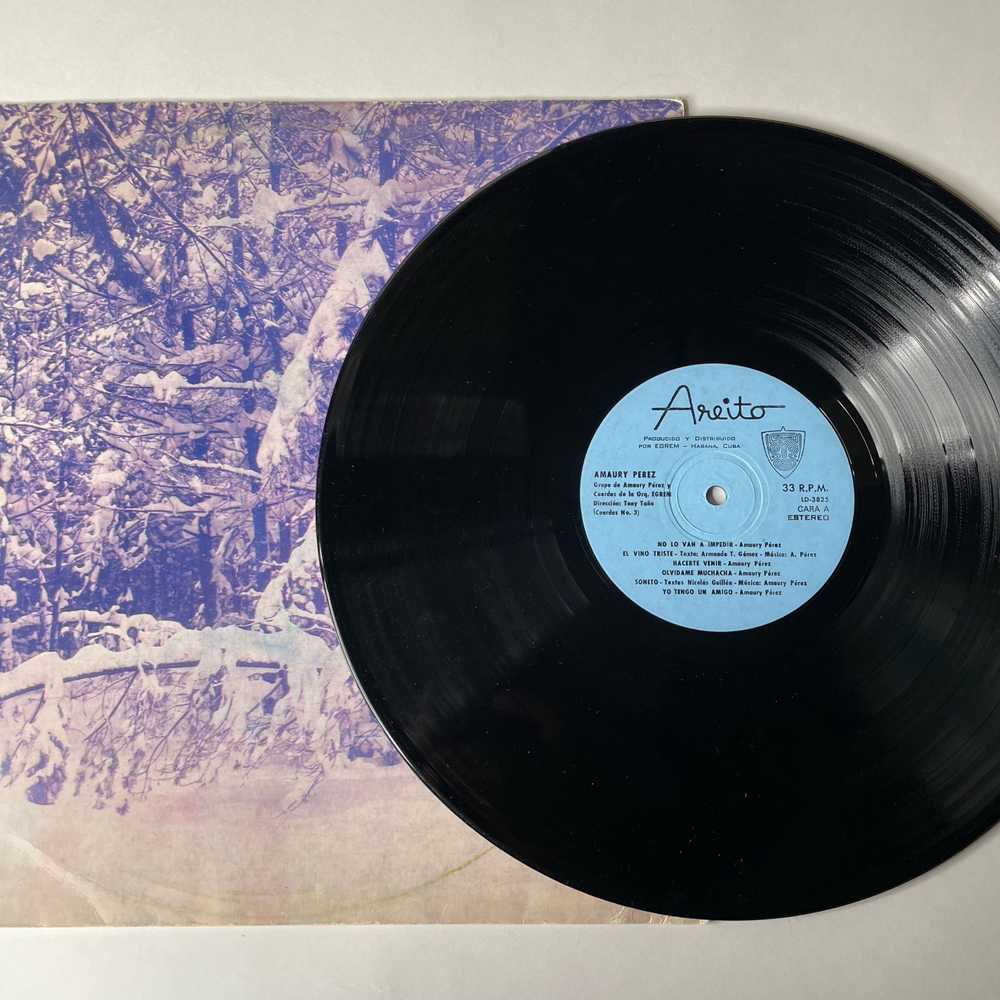 Areito
PRODUCIDO Y DISTRIBUIDO
POR EGREM - HABANA, CUBA
AMAURY PEREZ
Grupo de Amaury Pérez y
Cuerdas de la Orq. EGREM
Dirección: Tony Taño
(Cuerdas No. 3)
33 R.P.M.
LD-3825
CARA A
ESTEREO
NO LO VAN A IMPEDIR - Amaury Pérez
EL VINO TRISTE - Texto: Armando T. Gómez - Música: A. Pérez
HACERTE VENIR - Amaury Pérez
OLVIDAME MUCHACHA - Amaury Pérez
SONETO - Textos Nicolás Guillén - Música: Amaury Pérez
YO TENGO UN AMIGO - Amaury Pérez